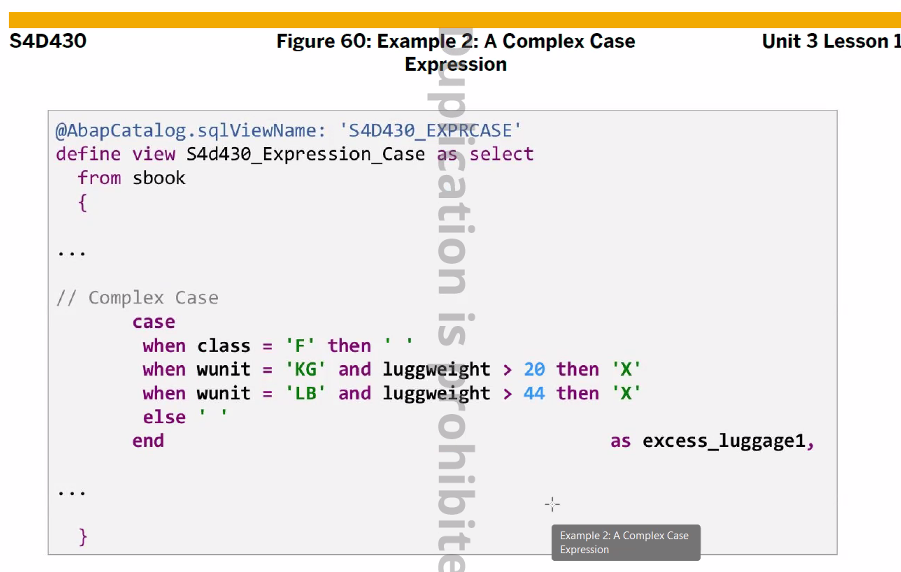 S4D430
Figure 60: Example 2: A Complex Case
Expression
Unit 3 Lesson 1
@AbapCatalog.sqlViewName: 'S4D430_EXPRCASE'
define view S4d430_Expression_Case as select
from sbook
{
...
// Complex Case
case
when class = 'F' then ' '
when wunit = 'KG' and luggweight > 20 then 'X'
when wunit = 'LB' and luggweight > 44 then 'X'
else ' '
end as excess_luggage1,
...
}
Example 2: A Complex Case
Expression
Duplication is prohibite